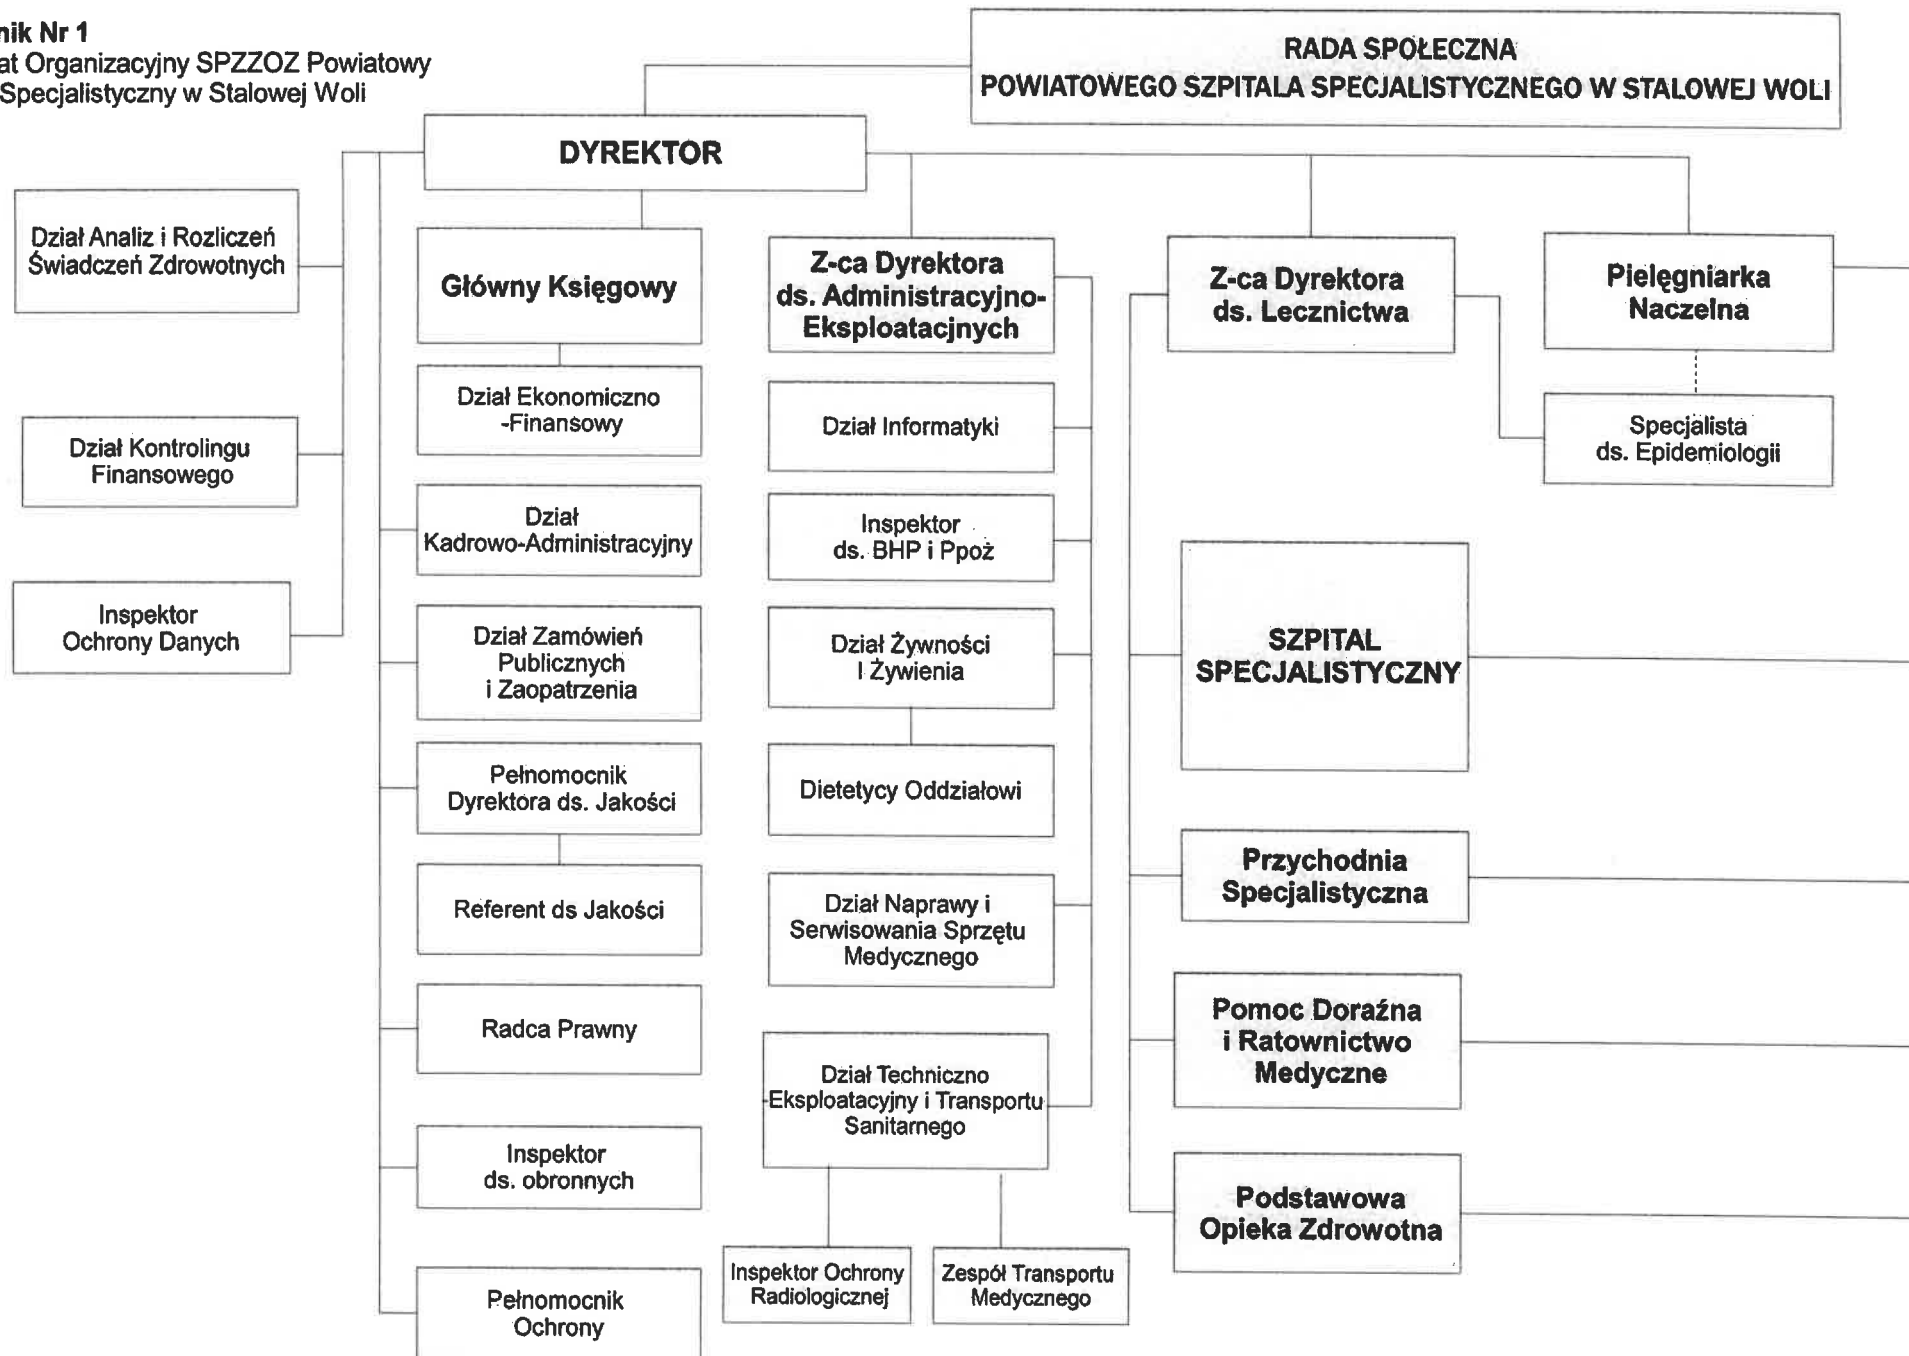 nik Nr 1
at Organizacyjny SPZZOZ Powiatowy
Specjalistyczny w Stalowej Woli
RADA SPOŁECZNA
POWIATOWEGO SZPITALA SPECJALISTYCZNEGO W STALOWEJ WOLI
DYREKTOR
Dział Analiz i Rozliczeń
Świadczeń Zdrowotnych
Dział Kontrolingu
Finansowego
Inspektor
Ochrony Danych
Główny Księgowy
Dział Ekonomiczno
-Finansowy
Dział
Kadrowo-Administracyjny
Dział Zamówień
Publicznych
i Zaopatrzenia
Pełnomocnik
Dyrektora ds. Jakości
Referent ds Jakości
Radca Prawny
Inspektor
ds. obronnych
Pełnomocnik
Ochrony
Z-ca Dyrektora
ds. Administracyjno-
Eksploatacjnych
Dział Informatyki
Inspektor
ds. BHP i Ppoż
Dział Żywności
I Żywienia
Dietetycy Oddziałowi
Dział Naprawy i
Serwisowania Sprzętu
Medycznego
Dział Techniczno
-Eksploatacyjny i Transportu
Sanitarnego
Inspektor Ochrony
Radiologicznej
Zespół Transportu
Medycznego
Z-ca Dyrektora
ds. Lecznictwa
SZPITAL
SPECJALISTYCZNY
Przychodnia
Specjalistyczna
Pomoc Doraźna
i Ratownictwo
Medyczne
Podstawowa
Opieka Zdrowotna
Pielęgniarka
Naczelna
Specjalista
ds. Epidemiologii